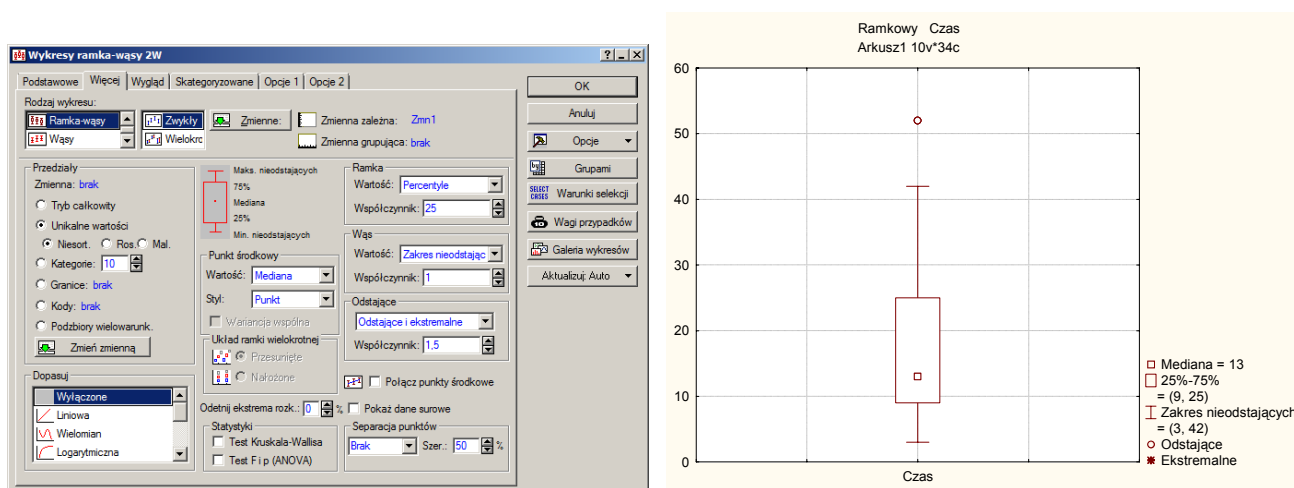 Wykresy ramka-wąsy 2W
Podstawowe Więcej Wygląd Skategoryzowane Opcje 1 Opcje 2
Rodzaj wykresu:
Ramka-wąsy
Wąsy
Zwykły
Wielokrc
Zmienne:
Zmienna zależna: Zmn1
Zmienna grupująca: brak
Przedziały
Zmienna: brak
Tryb całkowity
Unikalne wartości
Niesort. Ros. Mal.
Kategorie: 10
Granice: brak
Kody: brak
Podzbiory wielowarunk.
Zmień zmienną
Dopasuj
Wyłączone
Liniowa
Wielomian
Logarytmiczna
Maks. nieodstających
75%
Mediana
25%
Min. nieodstających
Punkt środkowy
Wartość: Mediana
Styl: Punkt
Wariancja wspólna
Układ ramki wielokrotnej
Przesunięte
Nałożone
Odetnij ekstrema rozk.: 0 %
Statystyki
Test Kruskala-Wallisa
Test F i p (ANOVA)
Ramka
Wartość: Percentyle
Współczynnik: 25
Wąs
Wartość: Zakres nieodstając
Współczynnik: 1
Odstające
Odstające i ekstremalne
Współczynnik: 1,5
Połącz punkty środkowe
Pokaż dane surowe
Separacja punktów
Brak Szer.: 50 %
OK
Anuluj
Opcje
Grupami
SELECT CASES Warunki selekcji
Wagi przypadków
Galeria wykresów
Aktualizuj: Auto
Ramkowy Czas
Arkusz1 10v*34c
60
50
40
30
20
10
0
Czas
Mediana = 13
25%-75%
= (9, 25)
Zakres nieodstających
= (3, 42)
Odstające
Ekstremalne